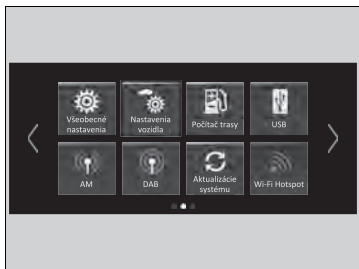 Všeobecné
nastavenia
Nastavenia
vozidla
Počítač trasy
USB
AM
DAB
Aktualizácie
systému
Wi-Fi Hotspot